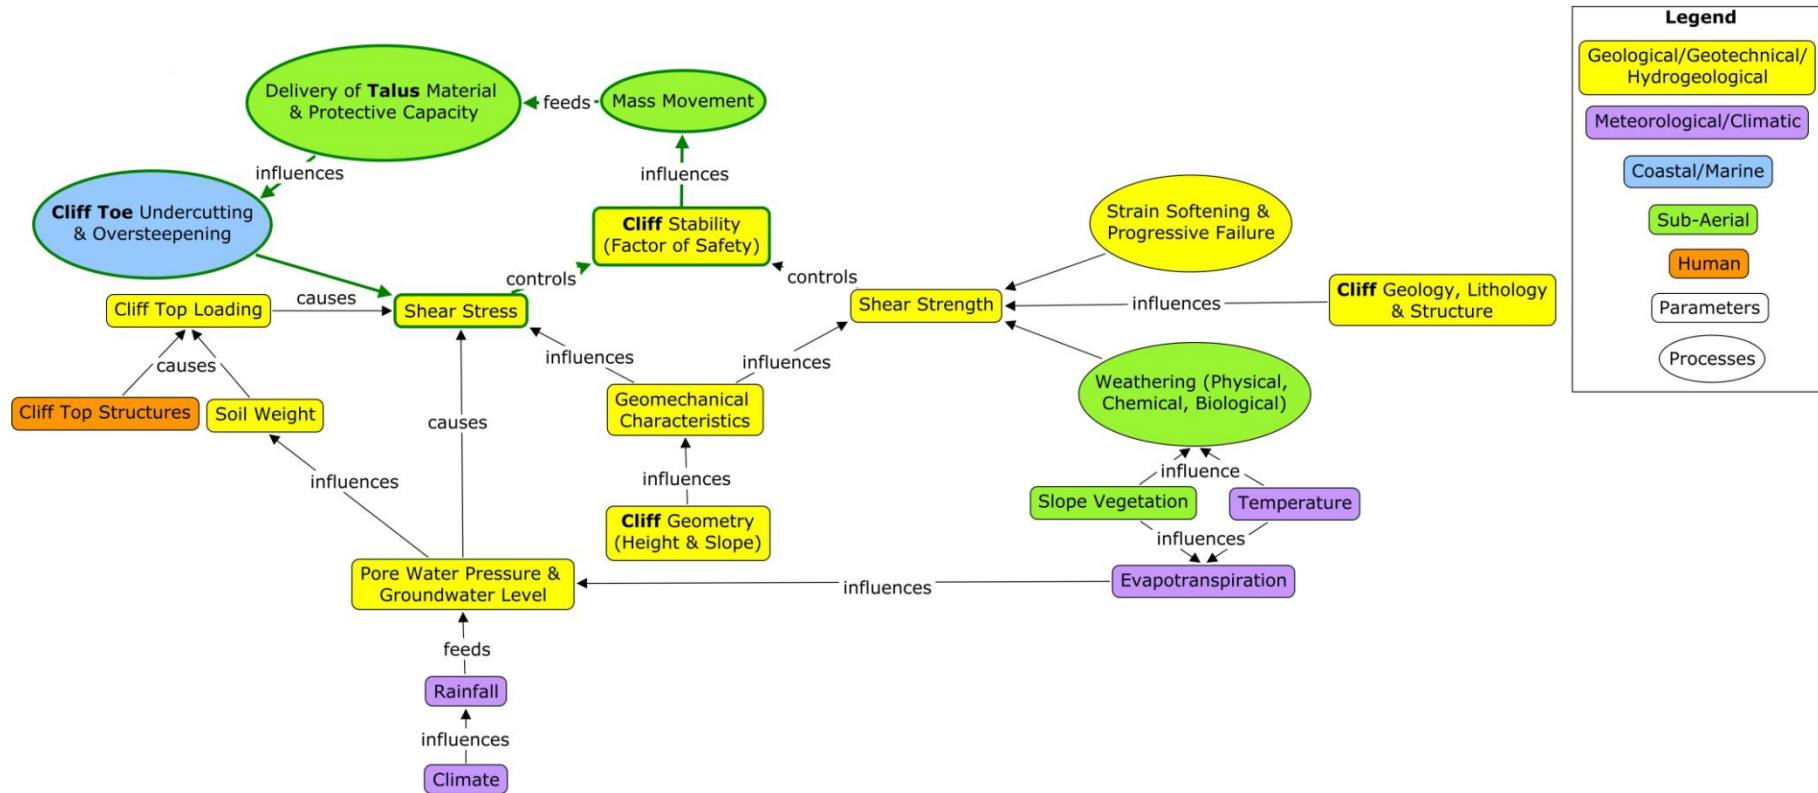 Legend
Geological/Geotechnical/
Hydrogeological
Meteorological/Climatic
Coastal/Marine
Sub-Aerial
Human
Parameters
Processes
Delivery of Talus Material
& Protective Capacity
feeds
Mass Movement
influences
influences
Cliff Toe Undercutting
& Oversteepening
Cliff Stability
(Factor of Safety)
Strain Softening &
Progressive Failure
controls
controls
Cliff Top Loading
causes
Shear Stress
Shear Strength
influences
Cliff Geology, Lithology
& Structure
causes
influences
influences
Cliff Top Structures
Soil Weight
causes
Geomechanical
Characteristics
Weathering (Physical,
Chemical, Biological)
influences
influences
influence
Slope Vegetation
Temperature
Cliff Geometry
(Height & Slope)
influences
Pore Water Pressure &
Groundwater Level
influences
Evapotranspiration
feeds
Rainfall
influences
Climate